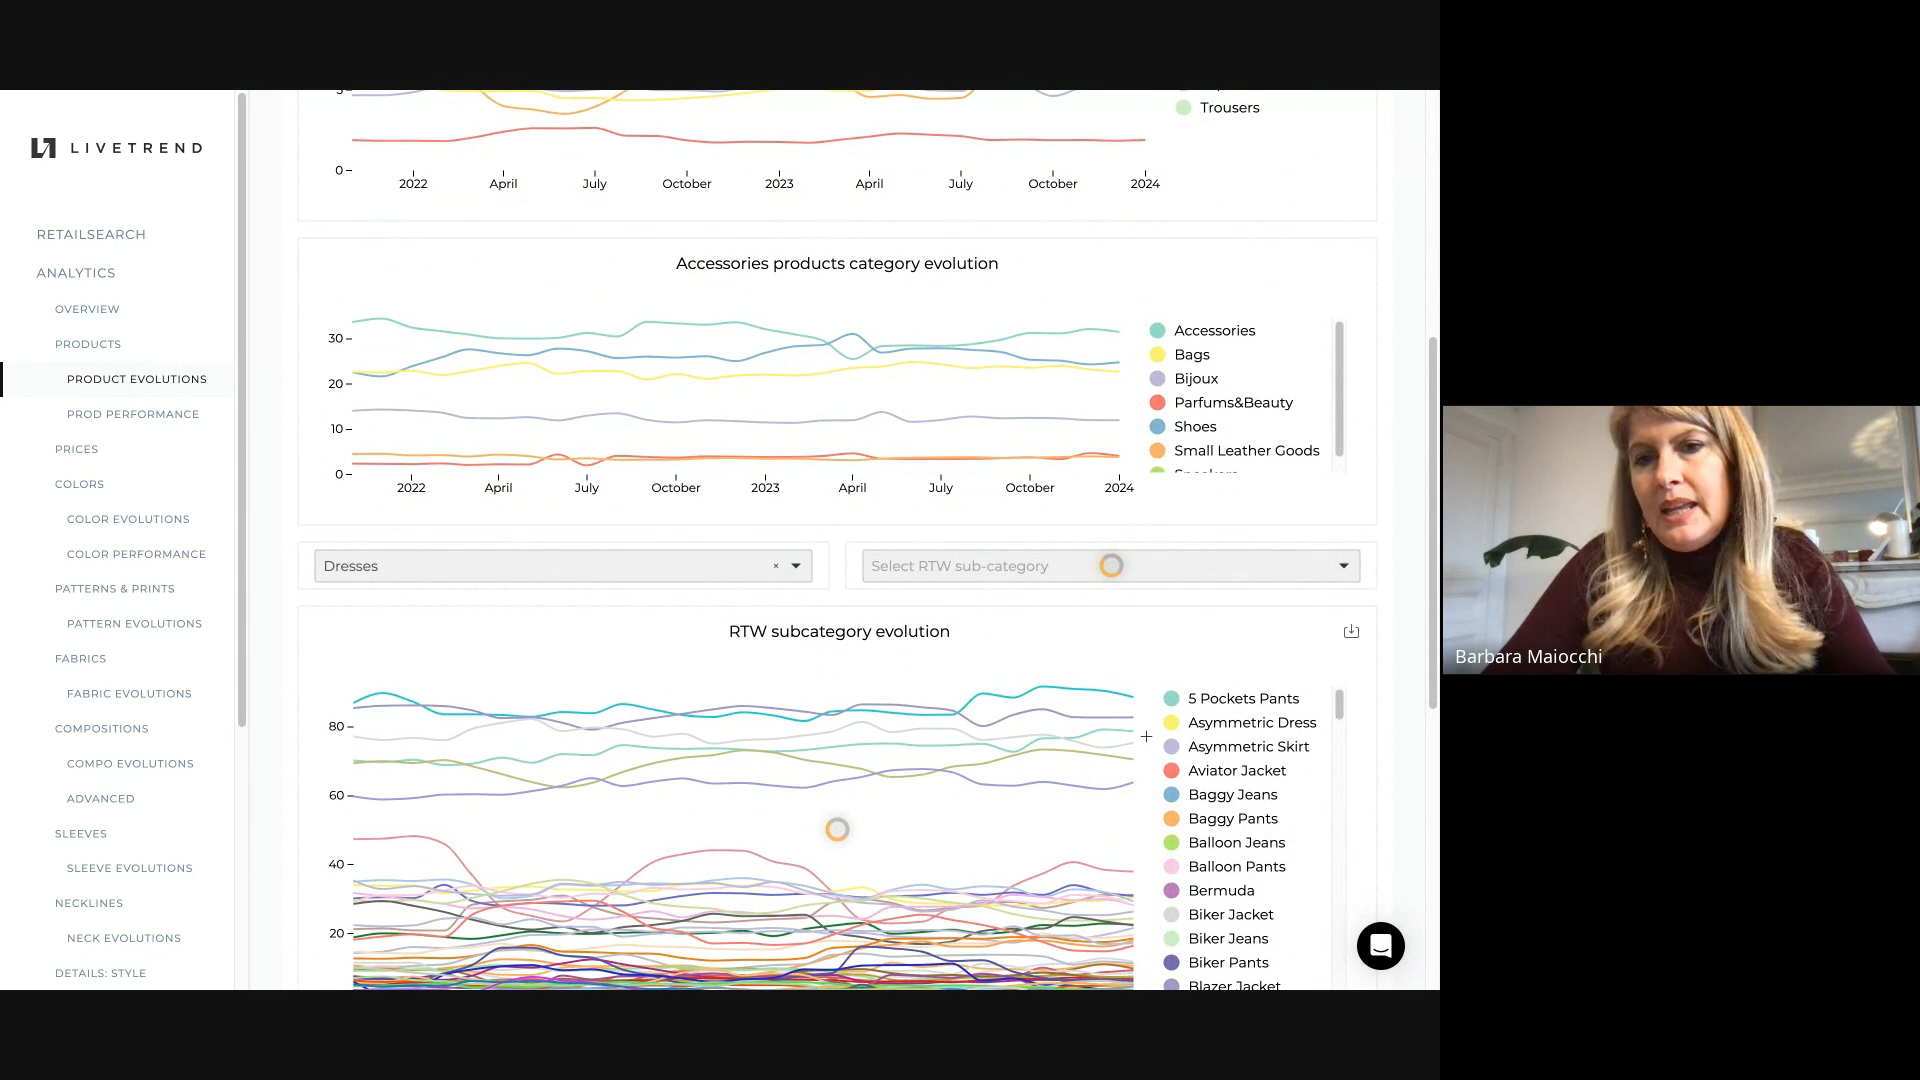 LIVETREND
RETAILSEARCH
ANALYTICS
OVERVIEW
PRODUCTS
PRODUCT EVOLUTIONS
PROD PERFORMANCE
PRICES
COLORS
COLOR EVOLUTIONS
COLOR PERFORMANCE
PATTERNS & PRINTS
PATTERN EVOLUTIONS
FABRICS
FABRIC EVOLUTIONS
COMPOSITIONS
COMPO EVOLUTIONS
ADVANCED
SLEEVES
SLEEVE EVOLUTIONS
NECKLINES
NECK EVOLUTIONS
DETAILS: STYLE
Trousers
0
2022 April July October 2023 April July October 2024
Accessories products category evolution
30
20
10
0
2022 April July October 2023 April July October 2024
Accessories
Bags
Bijoux
Parfums&Beauty
Shoes
Small Leather Goods
Dresses ×
Select RTW sub-category
RTW subcategory evolution
80
60
40
20
5 Pockets Pants
Asymmetric Dress
Asymmetric Skirt
Aviator Jacket
Baggy Jeans
Baggy Pants
Balloon Jeans
Balloon Pants
Bermuda
Biker Jacket
Biker Jeans
Biker Pants
Blazer Jacket
Barbara Maiocchi